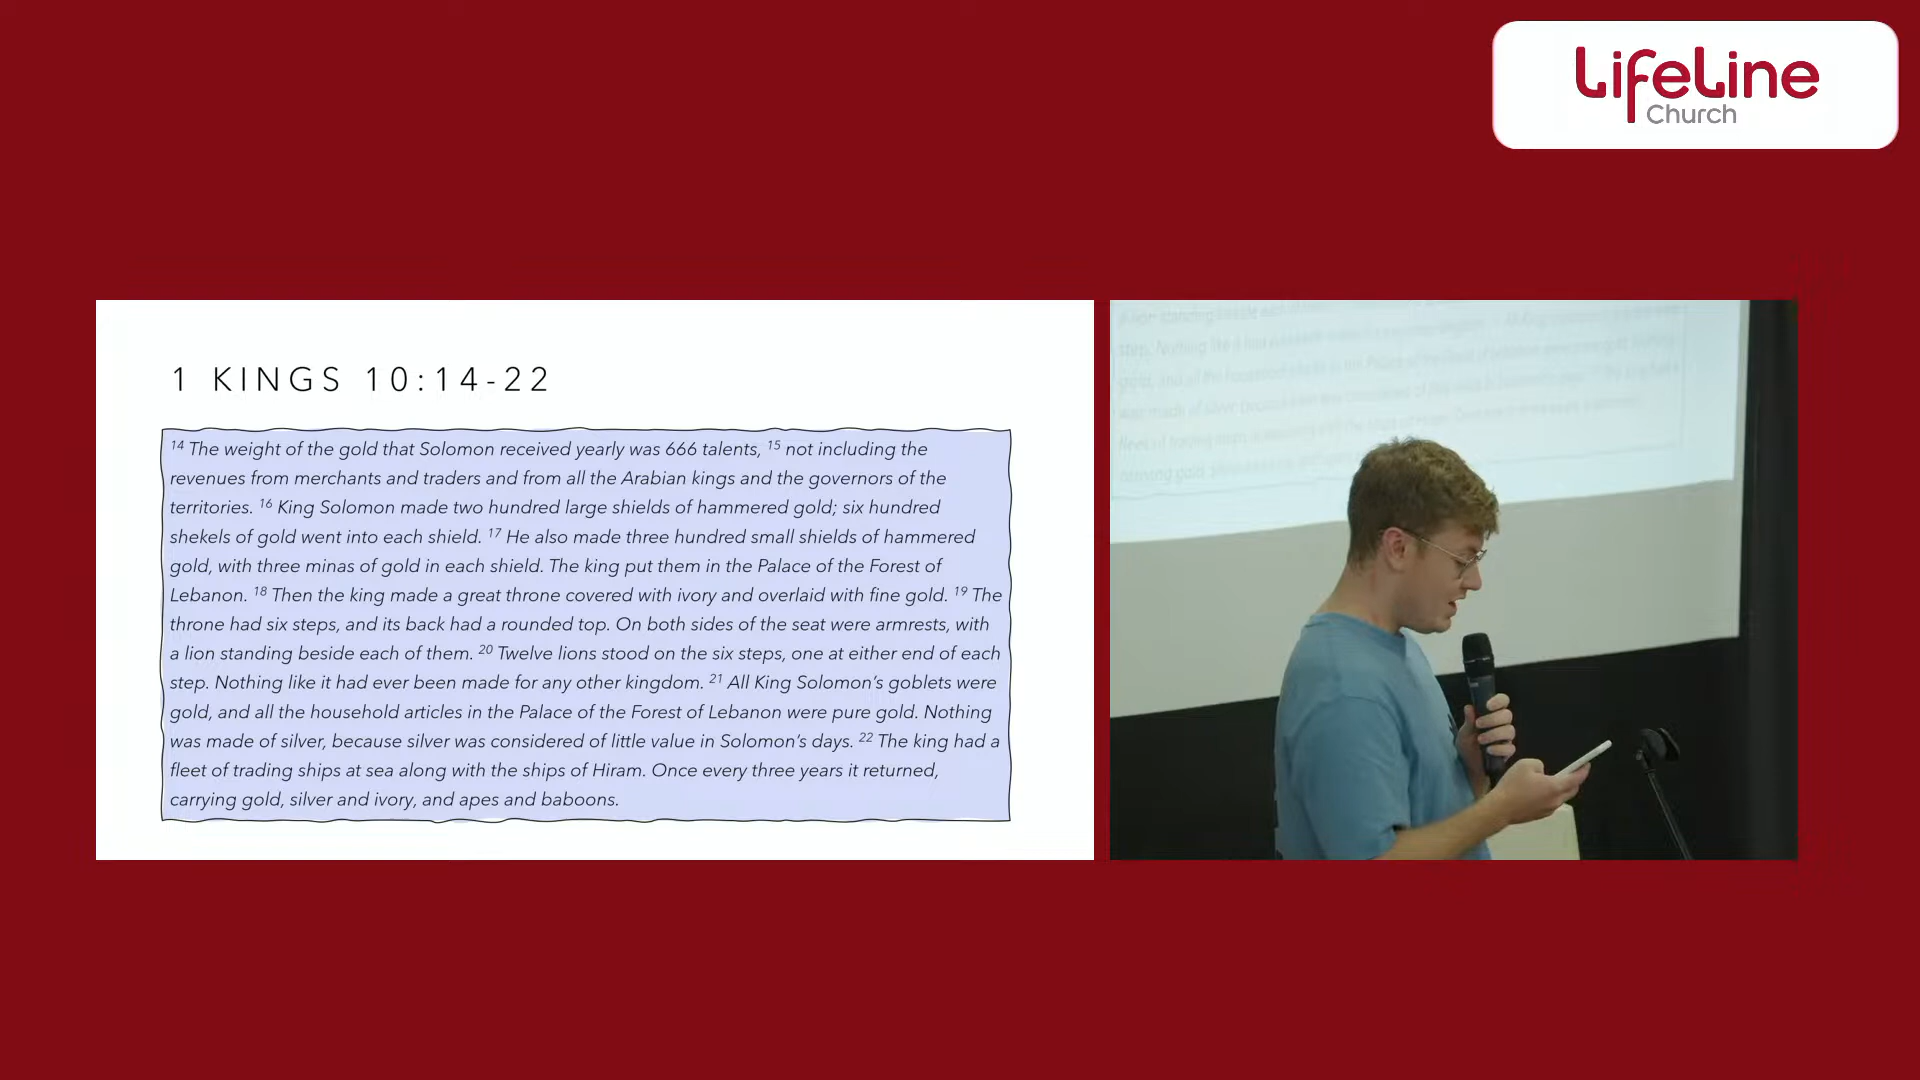 LifeLine
Church
1 KINGS 10:14-22
14 The weight of the gold that Solomon received yearly was 666 talents, 15 not including the
revenues from merchants and traders and from all the Arabian kings and the governors of the
territories. 16 King Solomon made two hundred large shields of hammered gold; six hundred
shekels of gold went into each shield. 17 He also made three hundred small shields of hammered
gold, with three minas of gold in each shield. The king put them in the Palace of the Forest of
Lebanon. 18 Then the king made a great throne covered with ivory and overlaid with fine gold. 19 The
throne had six steps, and its back had a rounded top. On both sides of the seat were armrests, with
a lion standing beside each of them. 20 Twelve lions stood on the six steps, one at either end of each
step. Nothing like it had ever been made for any other kingdom. 21 All King Solomon's goblets were
gold, and all the household articles in the Palace of the Forest of Lebanon were pure gold. Nothing
was made of silver, because silver was considered of little value in Solomon's days. 22 The king had a
fleet of trading ships at sea along with the ships of Hiram. Once every three years it returned,
carrying gold, silver and ivory, and apes and baboons.